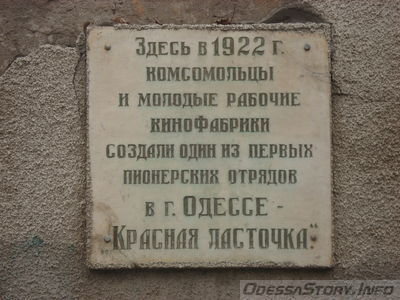 Здесь в 1922 г.
комсомольцы
и молодые рабочие
кинофабрики
создали один из первых
пионерских отрядов
в г. Одессе -
„Красная ласточка."
OdessaStory.Info